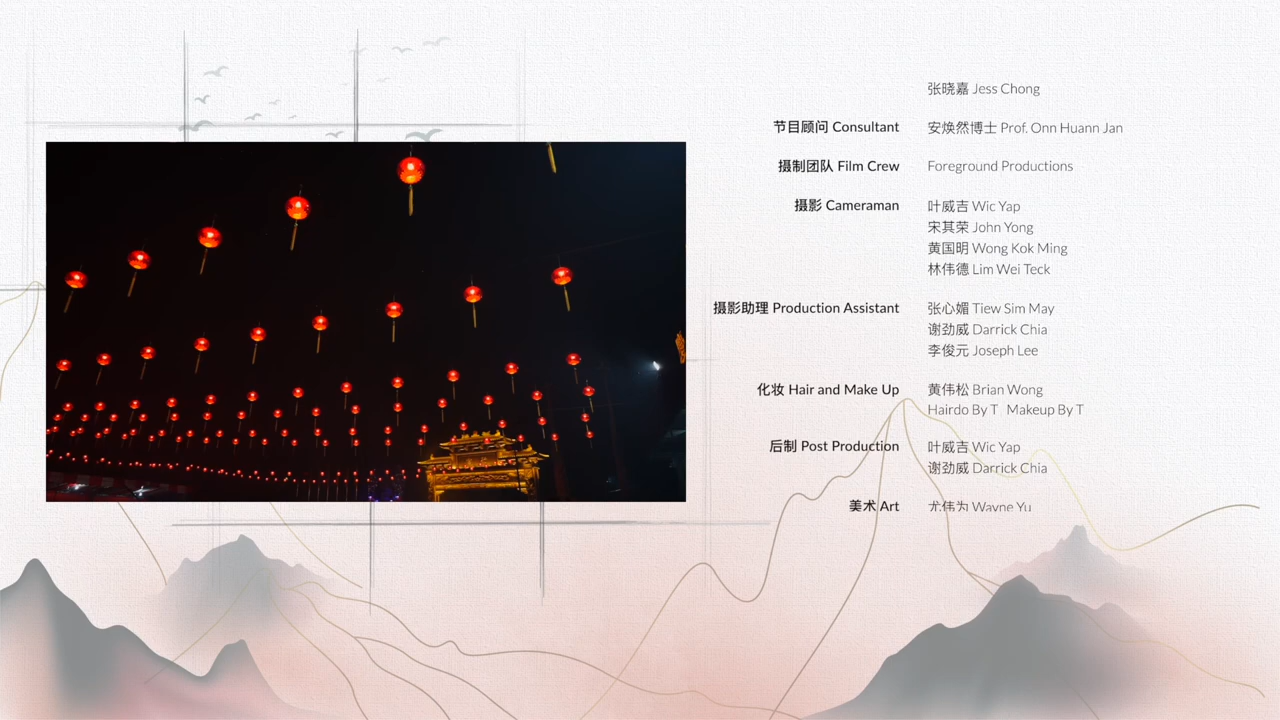 张晓嘉 Jess Chong
节目顾问 Consultant 安焕然博士 Prof. Onn Huann Jan
摄制团队 Film Crew Foreground Productions
摄影 Cameraman 叶威吉 Wic Yap
宋其荣 John Yong
黄国明 Wong Kok Ming
林伟德 Lim Wei Teck
摄影助理 Production Assistant 张心媚 Tiew Sim May
谢劲威 Darrick Chia
李俊元 Joseph Lee
化妆 Hair and Make Up 黄伟松 Brian Wong
Hairdo By T Makeup By T
后制 Post Production 叶威吉 Wic Yap
谢劲威 Darrick Chia
美术 Art 尤伟为 Wayne Yu